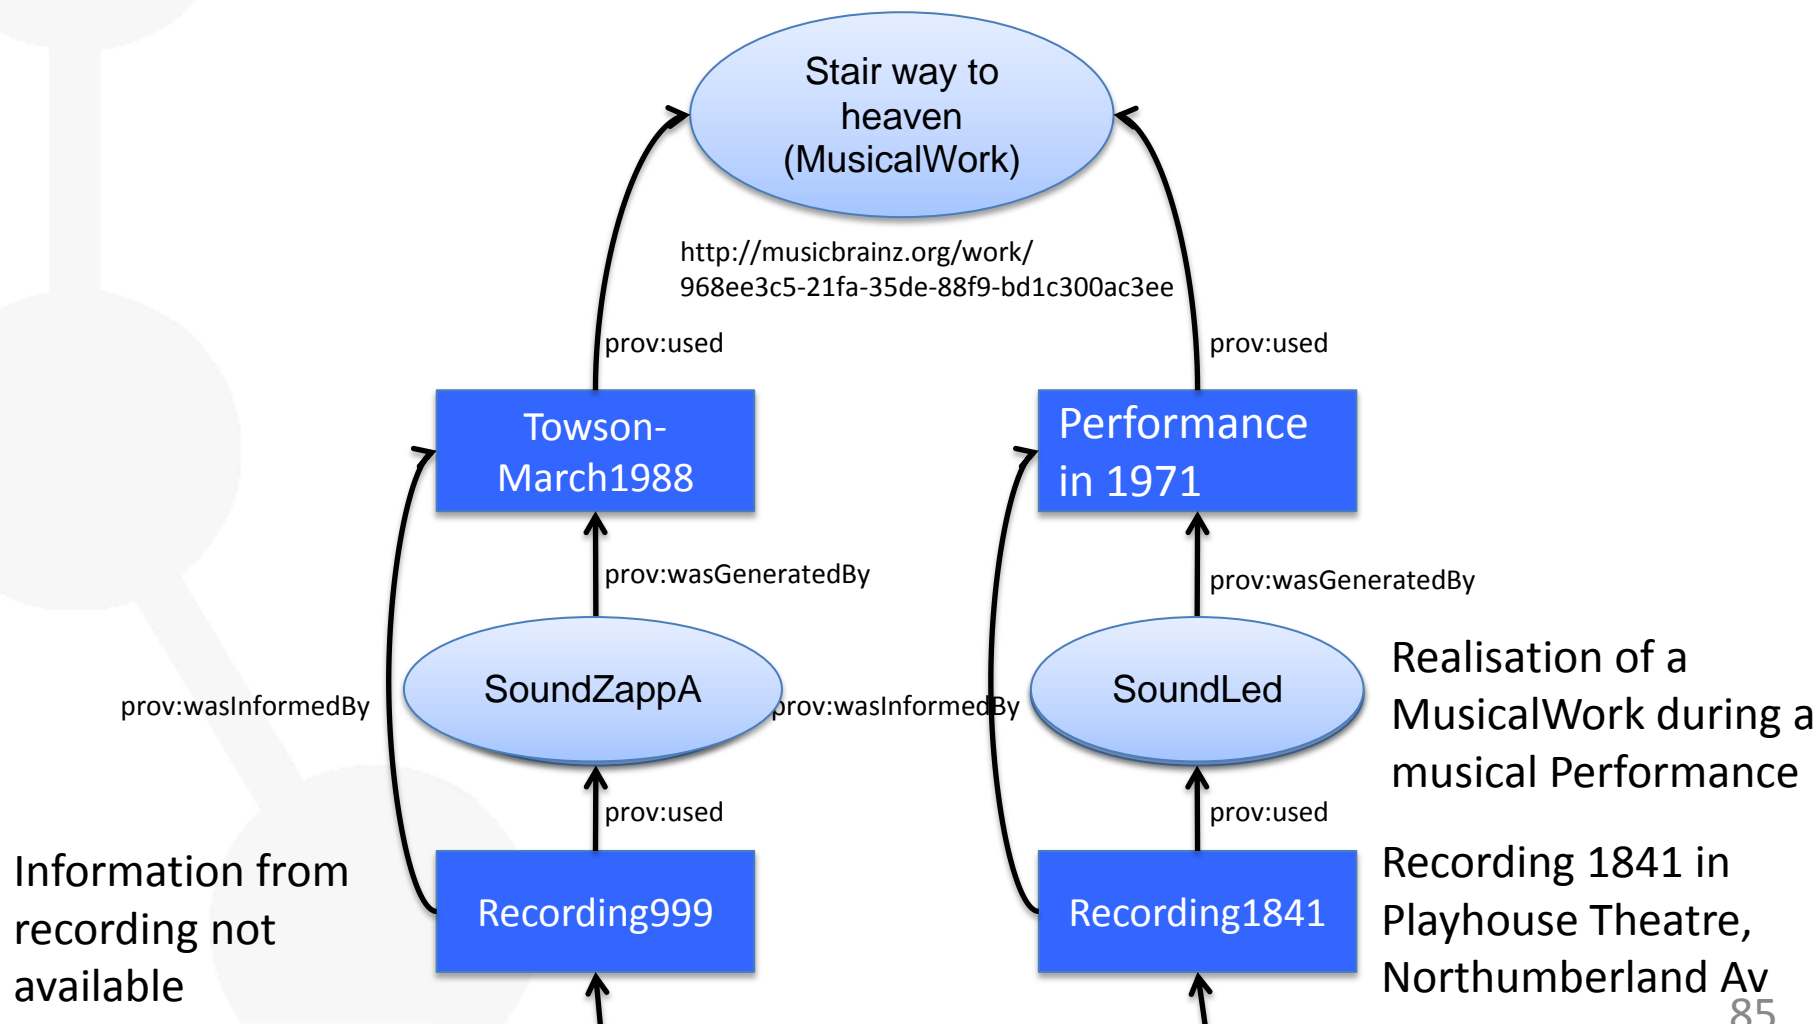 Stair way to
heaven
(MusicalWork)
http://musicbrainz.org/work/
968ee3c5-21fa-35de-88f9-bd1c300ac3ee
prov:used
prov:used
Towson-
March1988
Performance
in 1971
prov:wasGeneratedBy
prov:wasGeneratedBy
SoundZappA
SoundLed
Realisation of a
MusicalWork during a
musical Performance
prov:wasInformedBy
prov:wasInformedBy
prov:used
prov:used
Information from
recording not
available
Recording999
Recording1841
Recording 1841 in
Playhouse Theatre,
Northumberland Av
85